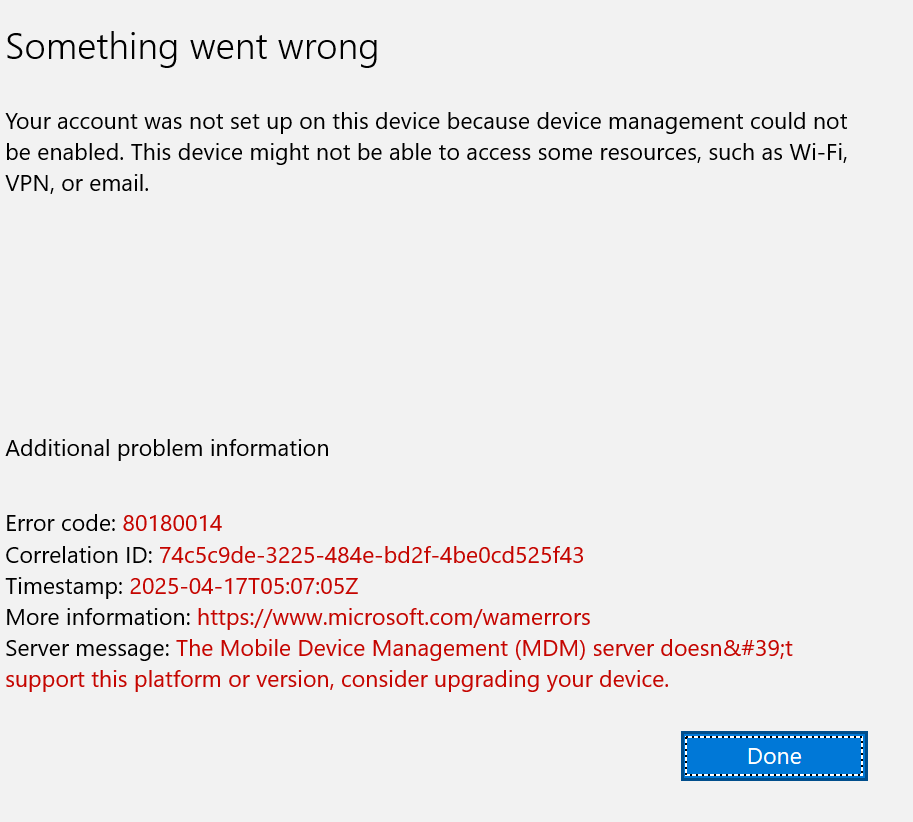 Something went wrong
Your account was not set up on this device because device management could not
be enabled. This device might not be able to access some resources, such as Wi-Fi,
VPN, or email.
Additional problem information
Error code: 80180014
Correlation ID: 74c5c9de-3225-484e-bd2f-4be0cd525f43
Timestamp: 2025-04-17T05:07:05Z
More information: https://www.microsoft.com/wamerrors
Server message: The Mobile Device Management (MDM) server doesn&#39;t
support this platform or version, consider upgrading your device.
Done